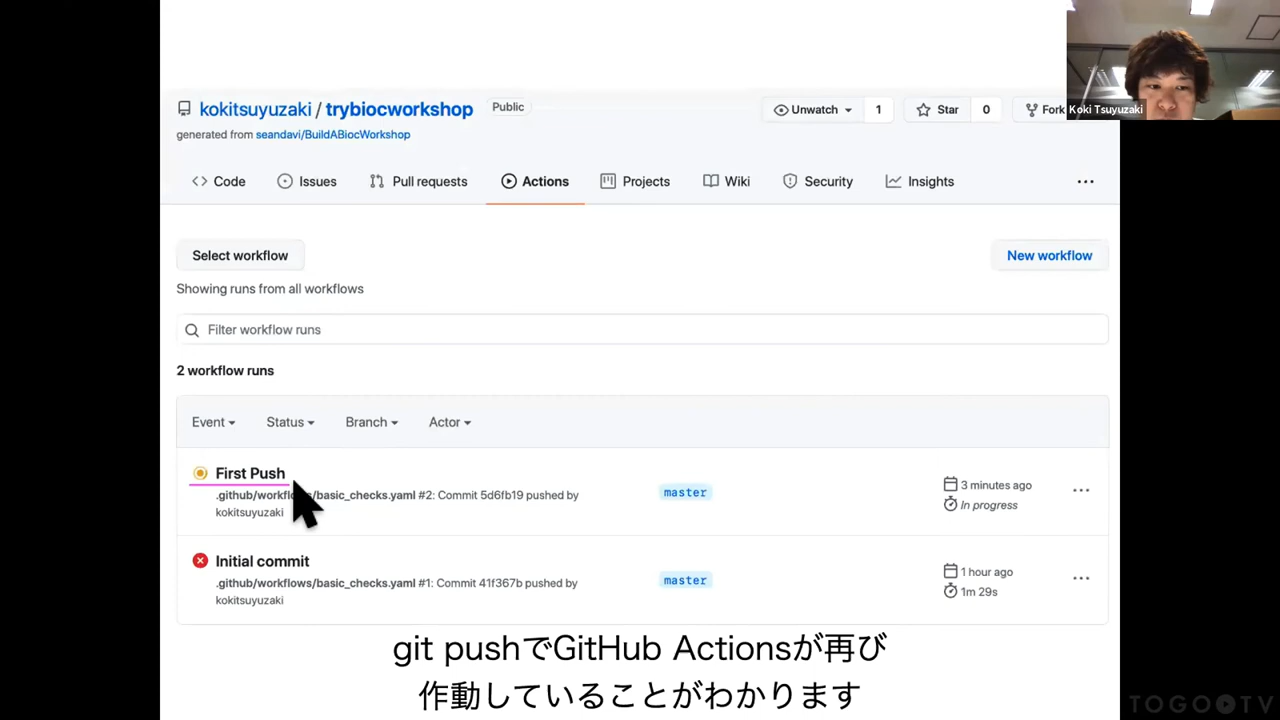 kokitsuyuzaki / trybiocworkshop Public
Unwatch 1 Star 0 Fork
Koki Tsuyuzaki
generated from seandavi/BuildABiocWorkshop
Code Issues Pull requests Actions Projects Wiki Security Insights ...
Select workflow New workflow
Showing runs from all workflows
Filter workflow runs
2 workflow runs
Event Status Branch Actor
First Push
.github/workflows/basic_checks.yaml #2: Commit 5d6fb19 pushed by
kokitsuyuzaki
master
3 minutes ago
In progress
Initial commit
.github/workflows/basic_checks.yaml #1: Commit 41f367b pushed by
kokitsuyuzaki
master
1 hour ago
1m 29s
git pushでGitHub Actionsが再び
作動していることがわかります
TOGO TV